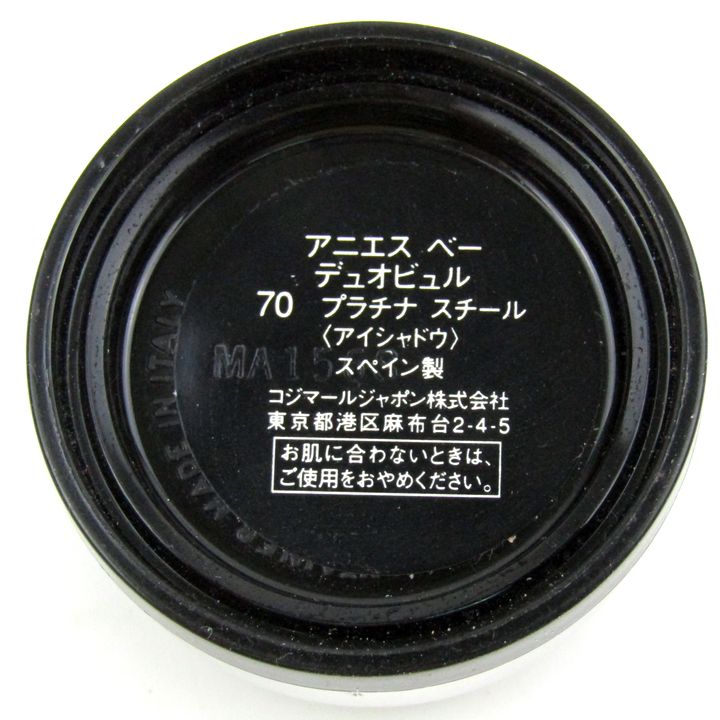 アニエス ベー
デュオビュル
70 プラチナ スチール
〈アイシャドウ〉
スペイン製
コジマールジャポン株式会社
東京都港区麻布台2-4-5
お肌に合わないときは、
ご使用をおやめください。
MADE IN ITALY